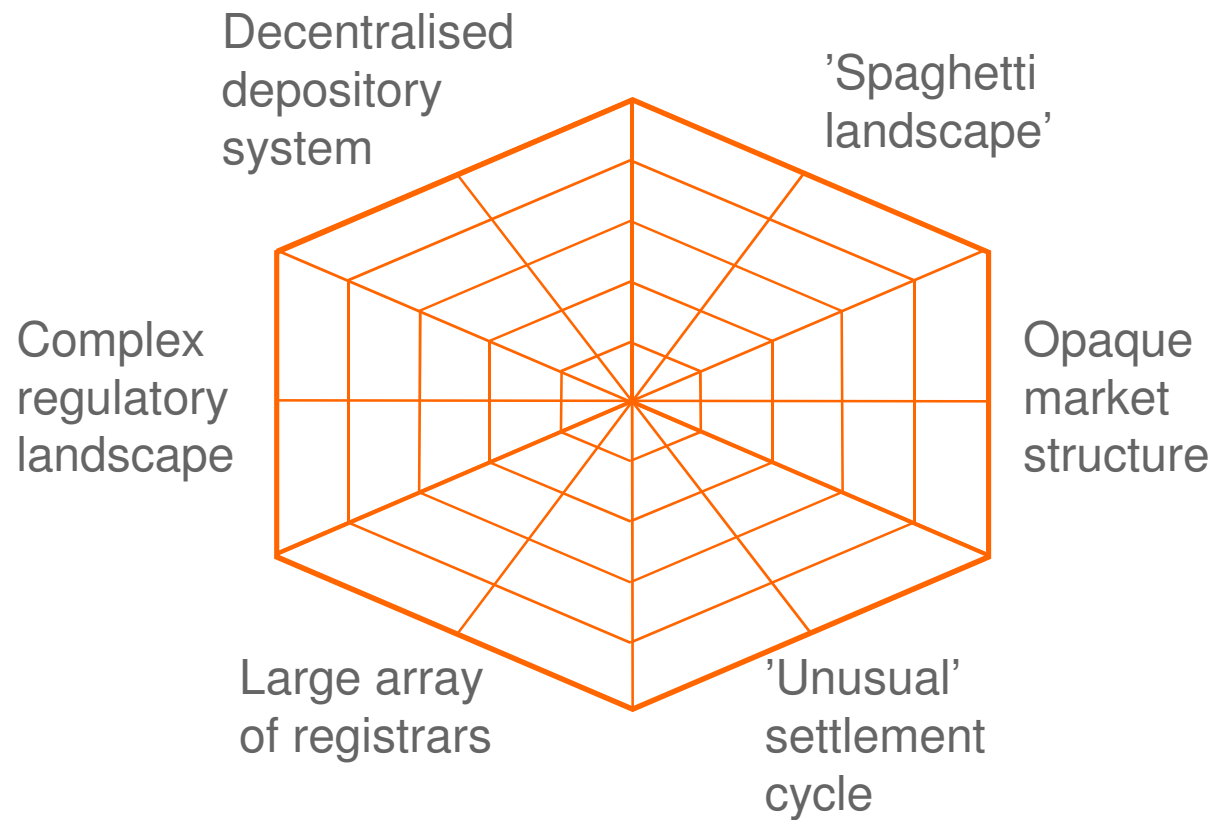 Decentralised
depository
system
’Spaghetti
landscape’
Complex
regulatory
landscape
Opaque
market
structure
Large array
of registrars
’Unusual’
settlement
cycle